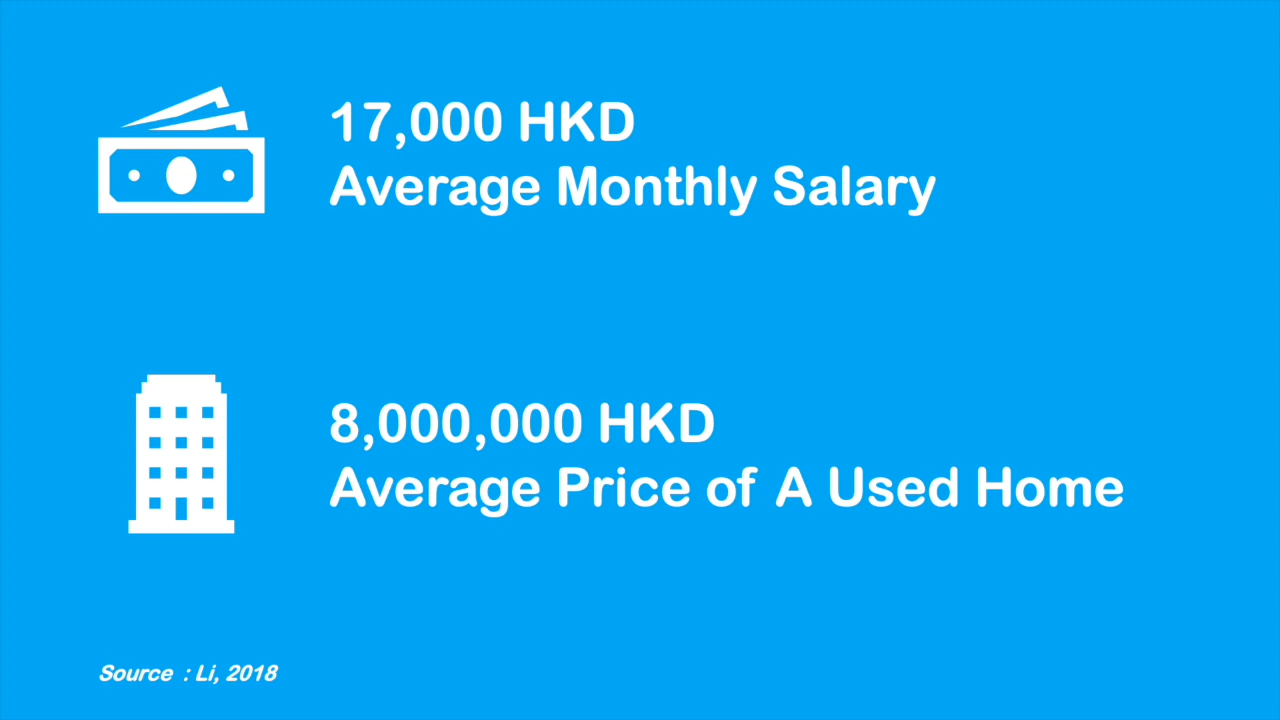 17,000 HKD
Average Monthly Salary
8,000,000 HKD
Average Price of A Used Home
Source : Li, 2018